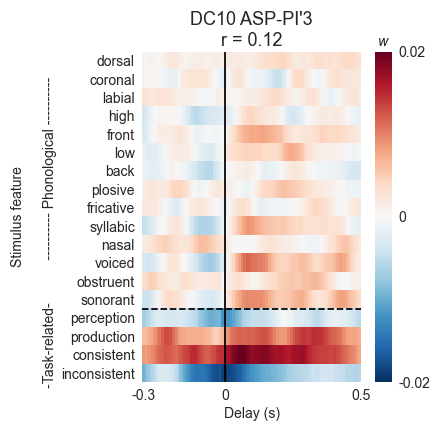 DC10 ASP-PI'3
r = 0.12
w
Stimulus feature
---------- Phonological ----------
-Task-related-
dorsal
coronal
labial
high
front
low
back
plosive
fricative
syllabic
nasal
voiced
obstruent
sonorant
perception
production
consistent
inconsistent
0.02
0
-0.02
-0.3
0
0.5
Delay (s)